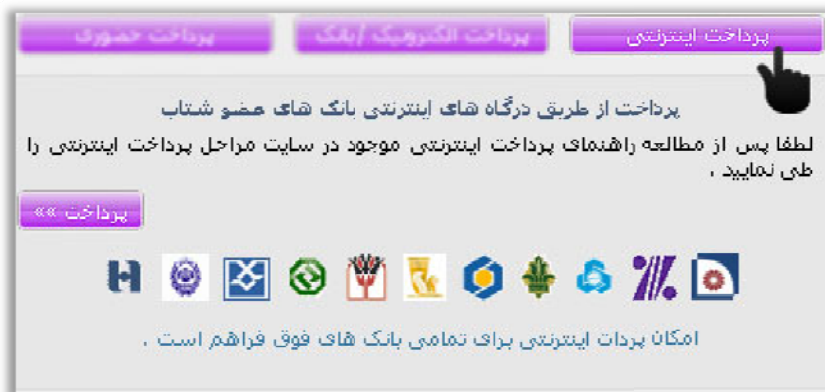 پرداخت اینترنتی
پرداخت الکترونیک /بانک
پرداخت حضوری
پرداخت از طریق درگاه های اینترنتی بانک های عضو شتاب
لطفا پس از مطالعه راهنمای پرداخت اینترنتی موجود در سایت مراحل پرداخت اینترنتی را
طی نمایید .
پرداخت »»
امکان پردات اینترنتی برای تمامی بانک های فوق فراهم است .